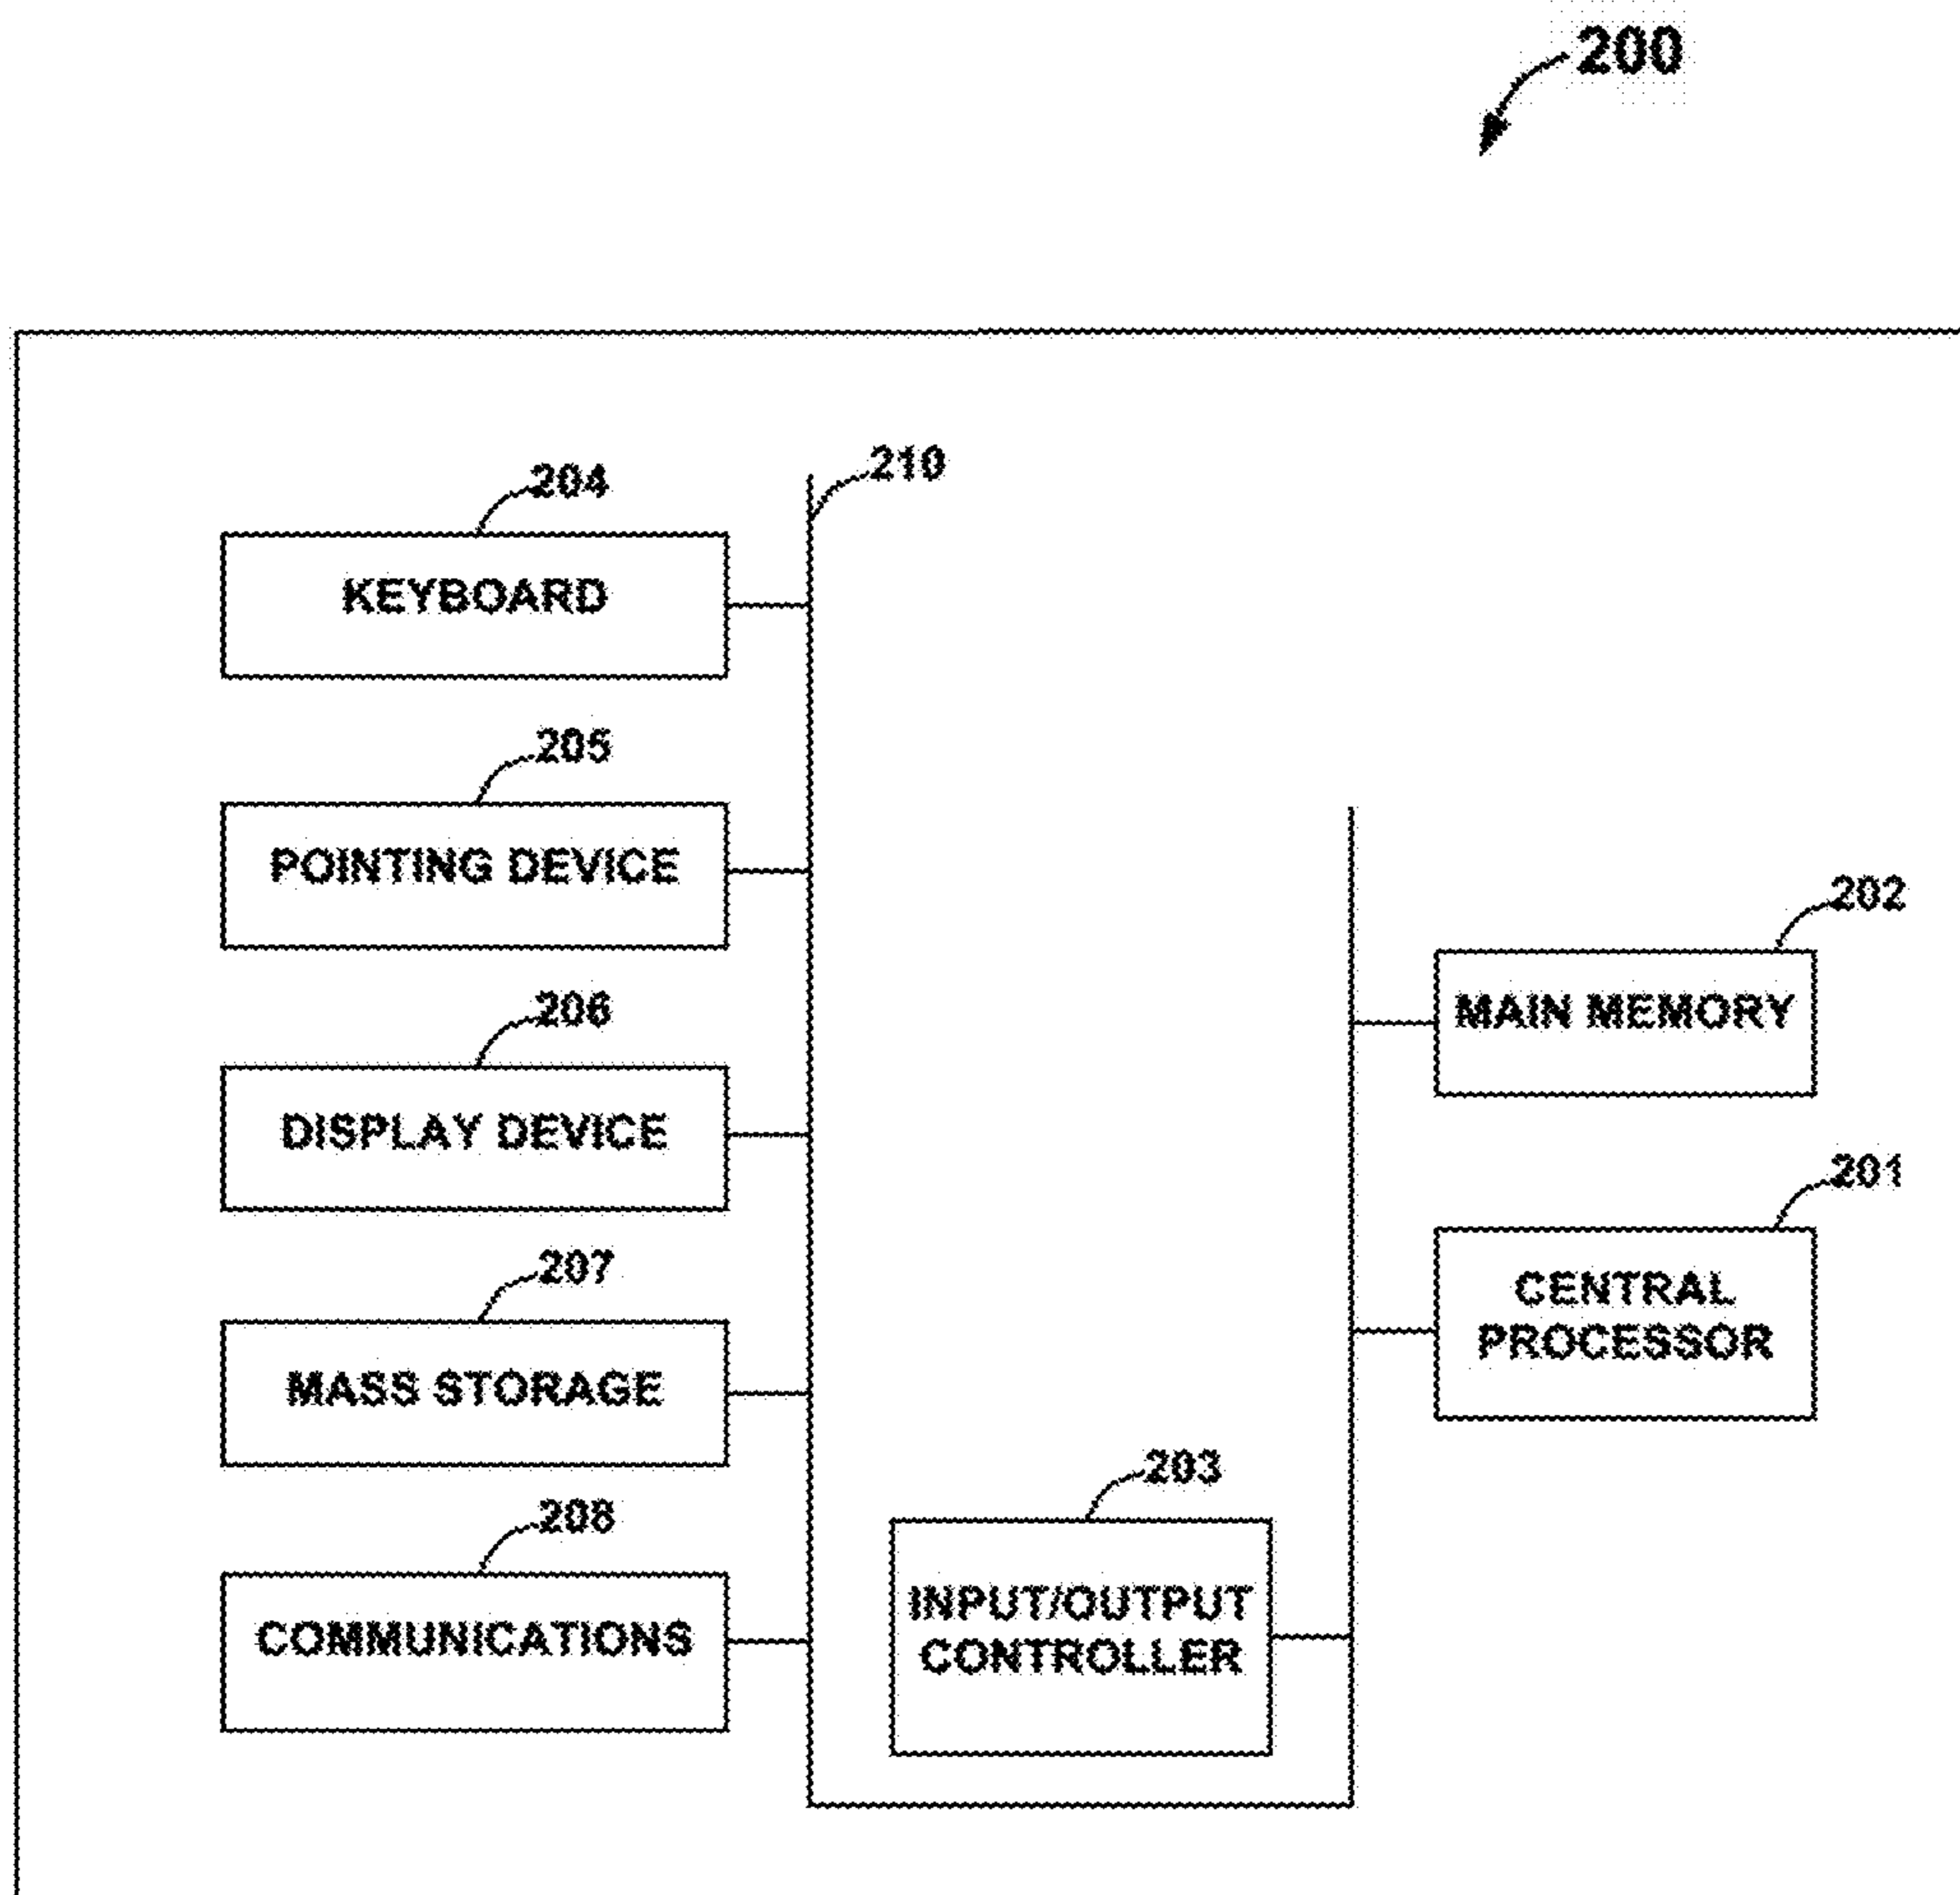 200
210
204
KEYBOARD
205
POINTING DEVICE
206
DISPLAY DEVICE
207
MASS STORAGE
208
COMMUNICATIONS
202
MAIN MEMORY
201
CENTRAL
PROCESSOR
203
INPUT/OUTPUT
CONTROLLER